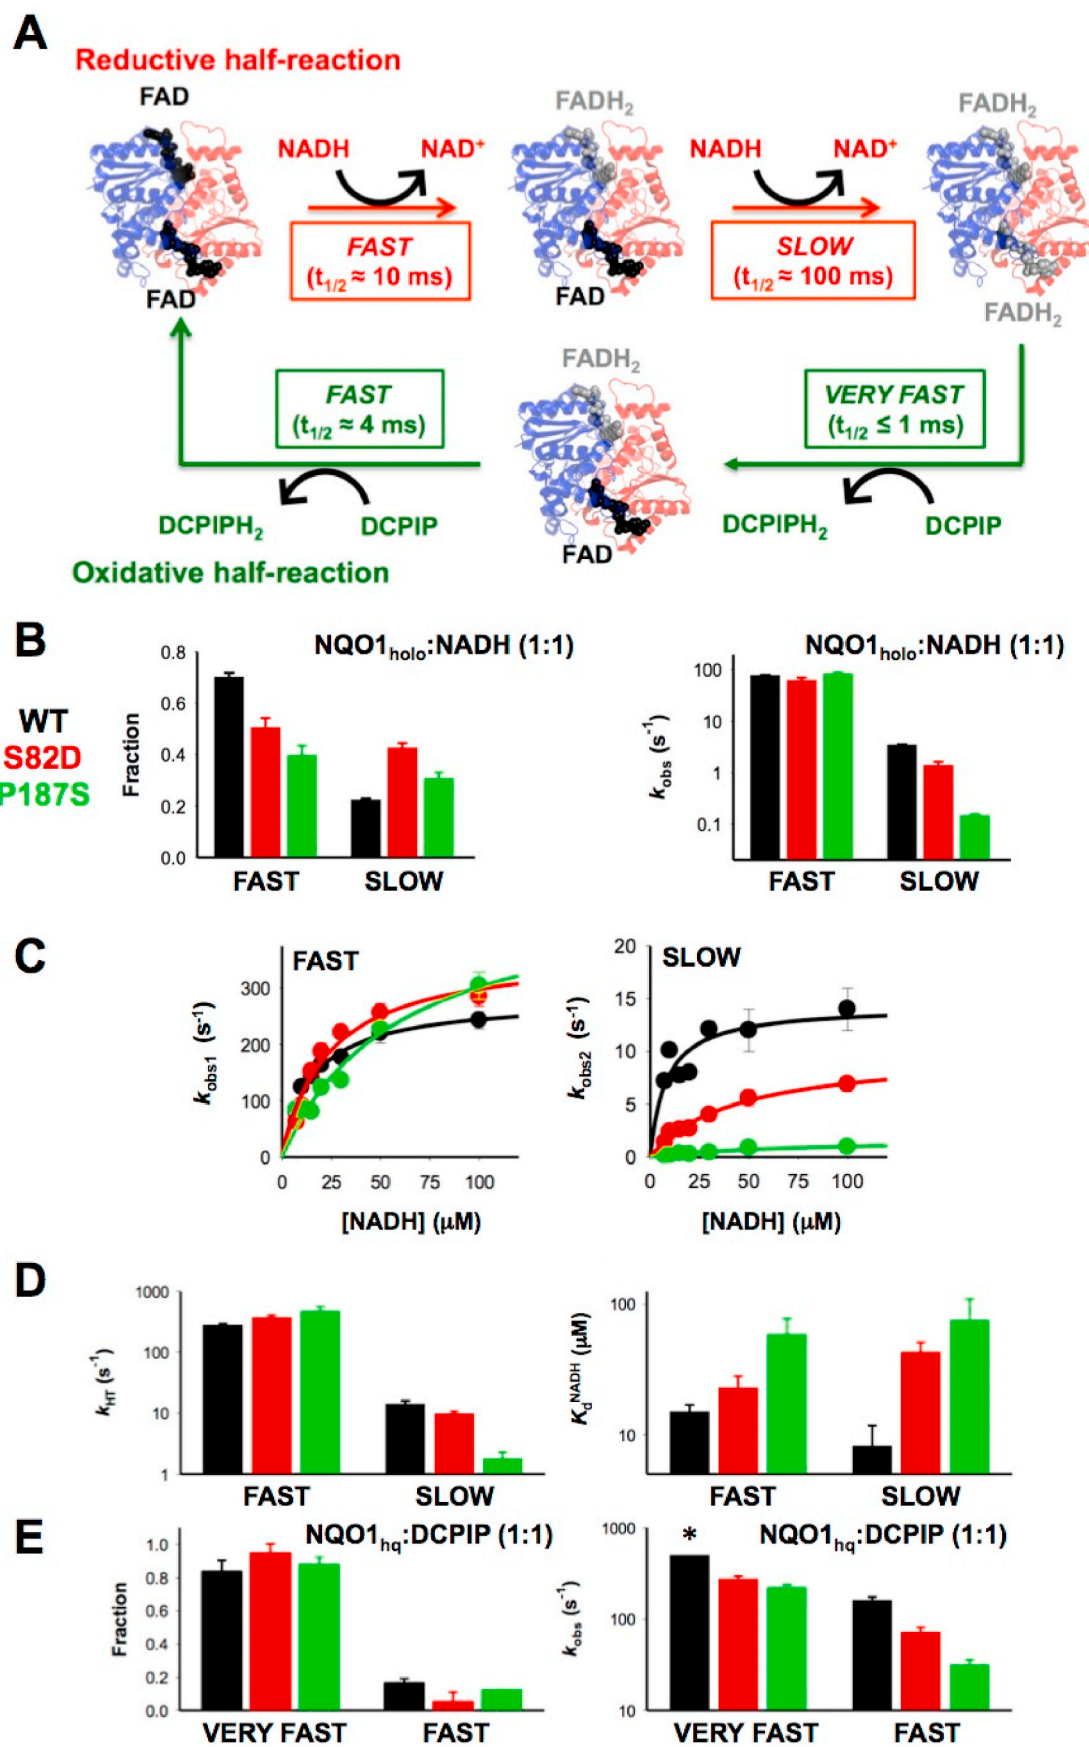 A
Reductive half-reaction
FAD
FADH2
FADH2
NADH
NAD+
NADH
NAD+
FAST
(t1/2 ≈ 10 ms)
SLOW
(t1/2 ≈ 100 ms)
FAD
FAD
FADH2
FADH2
FAST
(t1/2 ≈ 4 ms)
VERY FAST
(t1/2 ≤ 1 ms)
DCPIPH2
DCPIP
DCPIPH2
DCPIP
FAD
Oxidative half-reaction
B
WT
S82D
P187S
NQO1holo:NADH (1:1)
Fraction
0.8
0.6
0.4
0.2
0.0
FAST
SLOW
NQO1holo:NADH (1:1)
kobs (s-1)
100
10
1
0.1
FAST
SLOW
C
FAST
kobs1 (s-1)
300
200
100
0
0
25
50
75
100
[NADH] (μM)
SLOW
kobs2 (s-1)
20
15
10
5
0
0
25
50
75
100
[NADH] (μM)
D
kHT (s-1)
1000
100
10
1
FAST
SLOW
KdNADH (μM)
100
10
FAST
SLOW
E
NQO1hq:DCPIP (1:1)
Fraction
1.0
0.8
0.6
0.4
0.2
0.0
VERY FAST
FAST
*
NQO1hq:DCPIP (1:1)
kobs (s-1)
1000
100
10
VERY FAST
FAST